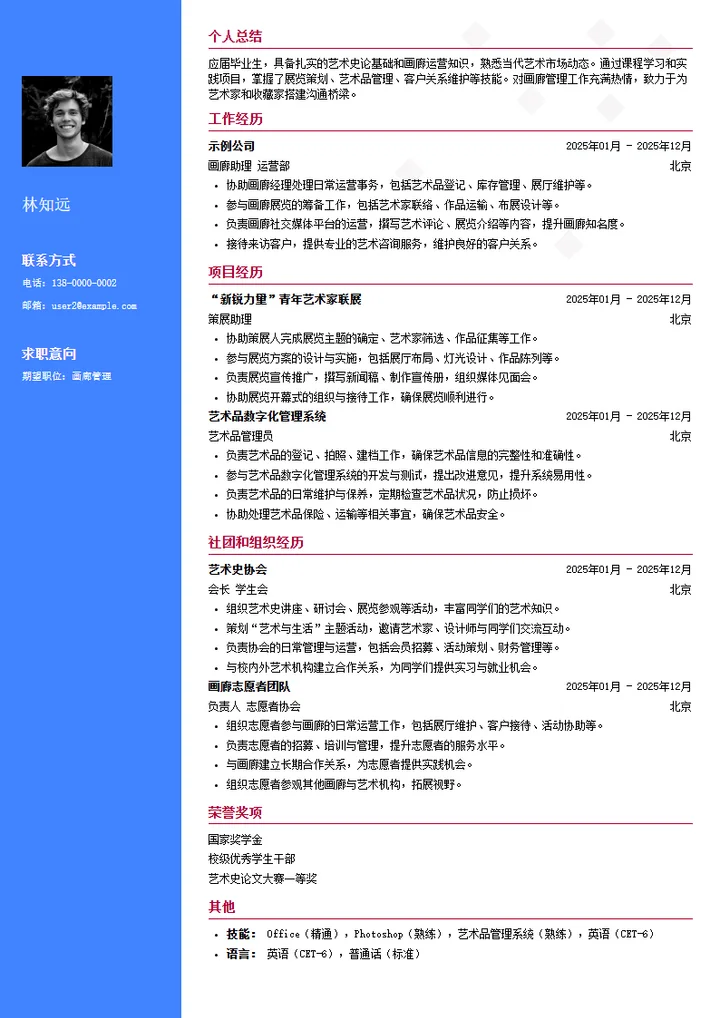 林知远
联系方式
电话：138-0000-0002
邮箱：user2@example.com
求职意向
期望职位：画廊管理
个人总结
应届毕业生，具备扎实的艺术史论基础和画廊运营知识，熟悉当代艺术市场动态。通过课程学习和实
践项目，掌握了展览策划、艺术品管理、客户关系维护等技能。对画廊管理工作充满热情，致力于为
艺术家和收藏家搭建沟通桥梁。
工作经历
示例公司 2025年01月 - 2025年12月
画廊助理 运营部 北京
• 协助画廊经理处理日常运营事务，包括艺术品登记、库存管理、展厅维护等。
• 参与画廊展览的筹备工作，包括艺术家联络、作品运输、布展设计等。
• 负责画廊社交媒体平台的运营，撰写艺术评论、展览介绍等内容，提升画廊知名度。
• 接待来访客户，提供专业的艺术咨询服务，维护良好的客户关系。
项目经历
“新锐力量”青年艺术家联展 2025年01月 - 2025年12月
策展助理 北京
• 协助策展人完成展览主题的确定、艺术家筛选、作品征集等工作。
• 参与展览方案的设计与实施，包括展厅布局、灯光设计、作品陈列等。
• 负责展览宣传推广，撰写新闻稿、制作宣传册，组织媒体见面会。
• 协助展览开幕式的组织与接待工作，确保展览顺利进行。
艺术品数字化管理系统 2025年01月 - 2025年12月
艺术品管理员 北京
• 负责艺术品的登记、拍照、建档工作，确保艺术品信息的完整性和准确性。
• 参与艺术品数字化管理系统的开发与测试，提出改进意见，提升系统易用性。
• 负责艺术品的日常维护与保养，定期检查艺术品状况，防止损坏。
• 协助处理艺术品保险、运输等相关事宜，确保艺术品安全。
社团和组织经历
艺术史协会 2025年01月 - 2025年12月
会长 学生会 北京
• 组织艺术史讲座、研讨会、展览参观等活动，丰富同学们的艺术知识。
• 策划“艺术与生活”主题活动，邀请艺术家、设计师与同学们交流互动。
• 负责协会的日常管理与运营，包括会员招募、活动策划、财务管理等。
• 与校内外艺术机构建立合作关系，为同学们提供实习与就业机会。
画廊志愿者团队 2025年01月 - 2025年12月
负责人 志愿者协会 北京
• 组织志愿者参与画廊的日常运营工作，包括展厅维护、客户接待、活动协助等。
• 负责志愿者的招募、培训与管理，提升志愿者的服务水平。
• 与画廊建立长期合作关系，为志愿者提供实践机会。
• 组织志愿者参观其他画廊与艺术机构，拓展视野。
荣誉奖项
国家奖学金
校级优秀学生干部
艺术史论文大赛一等奖
其他
• 技能： Office（精通），Photoshop（熟练），艺术品管理系统（熟练），英语（CET-6）
• 语言： 英语（CET-6），普通话（标准）